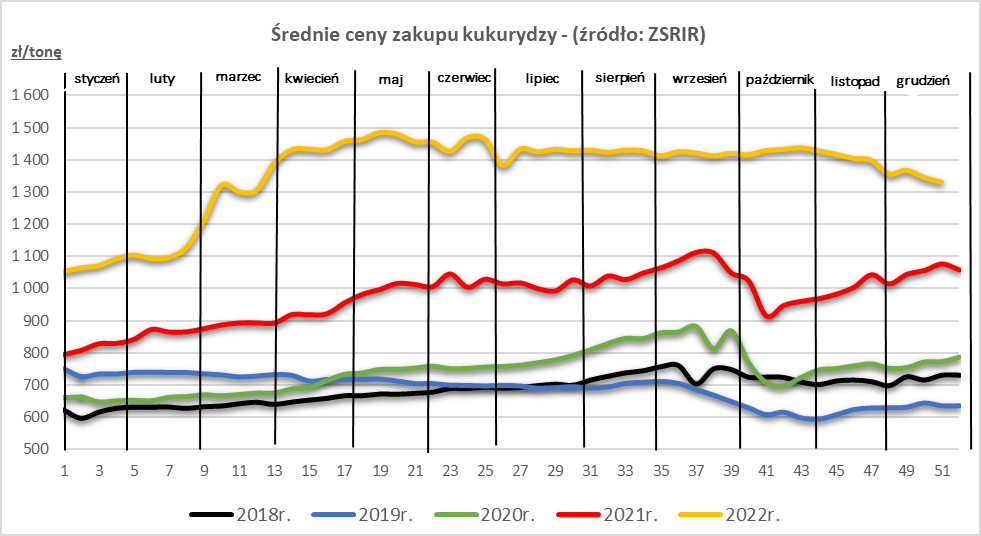 Średnie ceny zakupu kukurydzy - (źródło: ZSRIR)
zł/tonę
styczeń luty marzec kwiecień maj czerwiec lipiec sierpień wrzesień październik listopad grudzień
1 600
1 500
1 400
1 300
1 200
1 100
1 000
900
800
700
600
500
1 3 5 7 9 11 13 15 17 19 21 23 25 27 29 31 33 35 37 39 41 43 45 47 49 51
2018r. 2019r. 2020r. 2021r. 2022r.